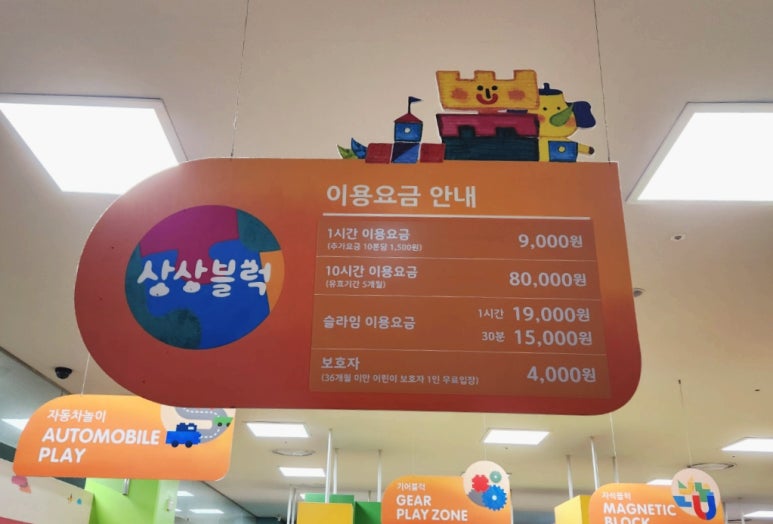 이용요금 안내
상상블럭
1시간 이용요금 9,000원
(추가요금 10분당 1,500원)
10시간 이용요금 80,000원
(유효기간 5개월)
슬라임 이용요금 1시간 19,000원
30분 15,000원
보호자 4,000원
(36개월 미만 어린이 보호자 1인 무료입장)
자동차놀이
AUTOMOBILE
PLAY
기어블럭
GEAR
PLAY ZONE
자석블럭
MAGNETIC
BLOCK